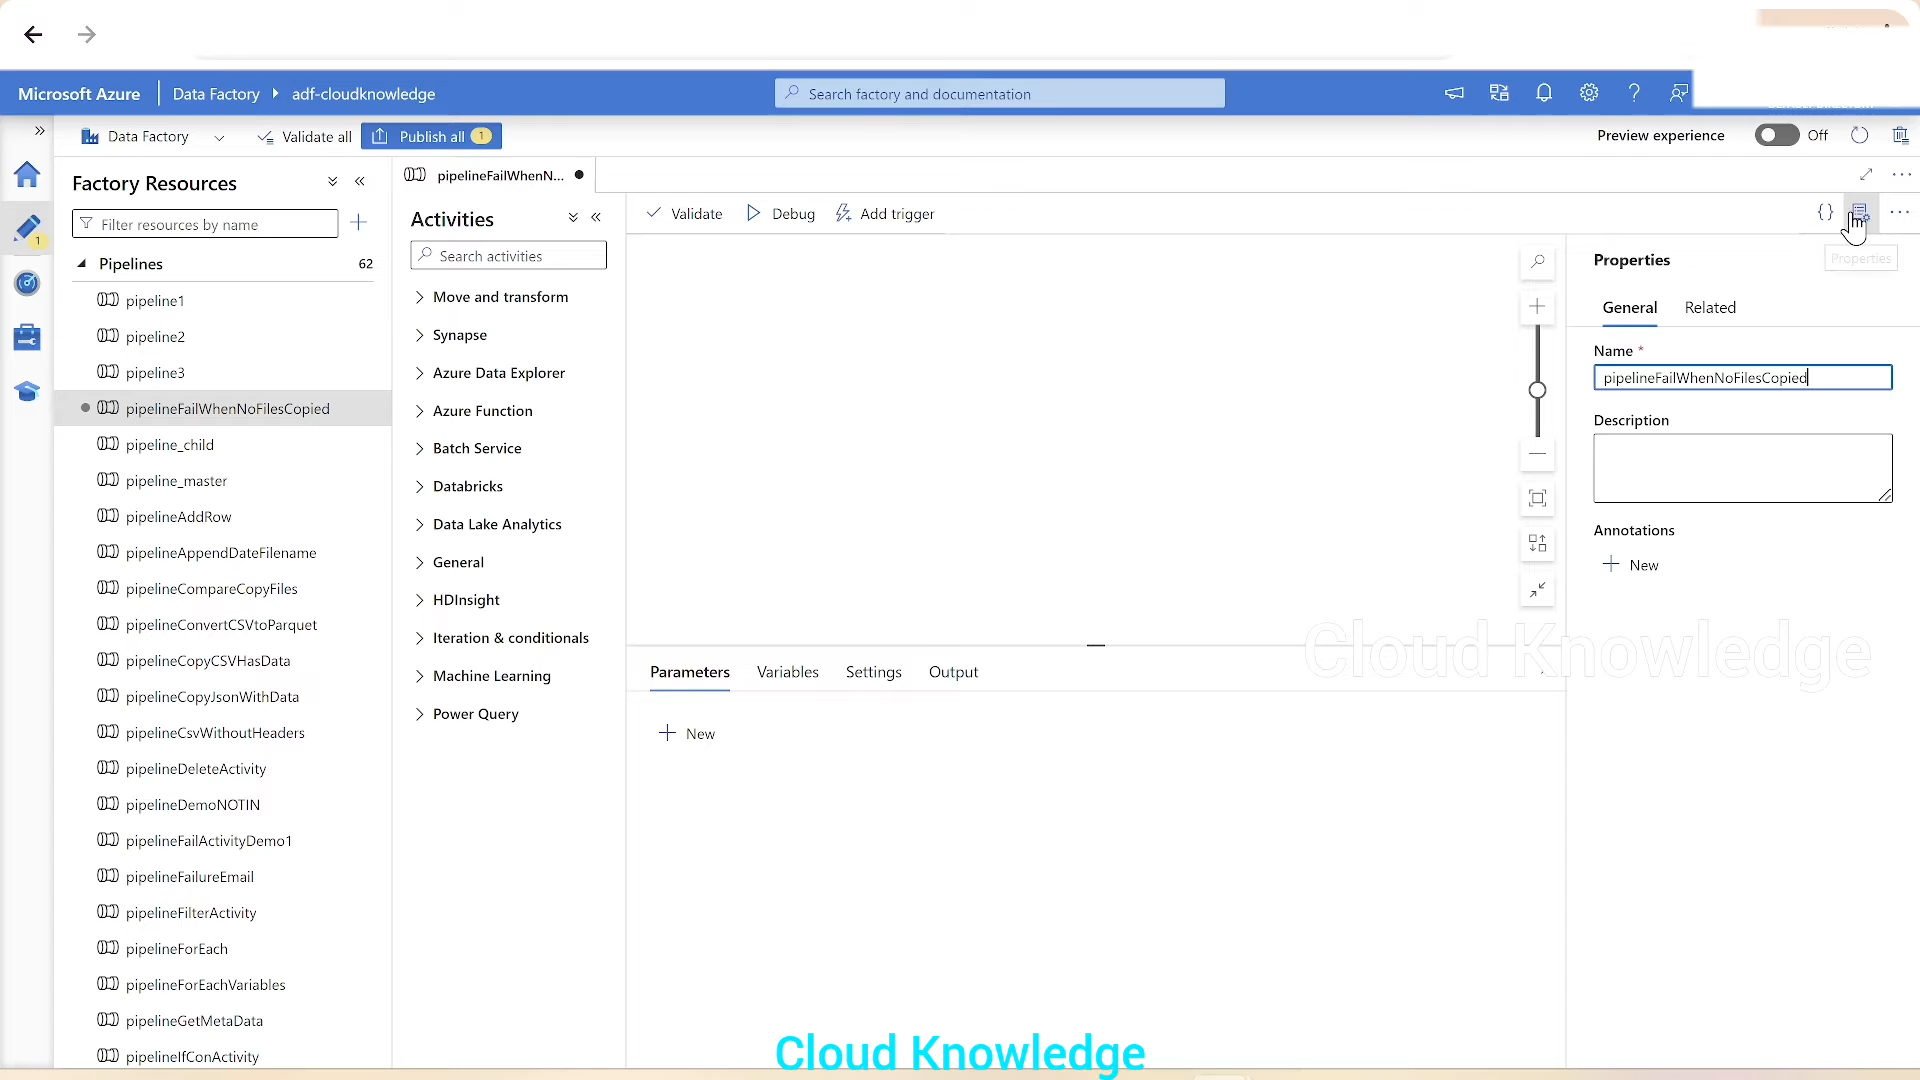 Microsoft Azure
Data Factory
adf-cloudknowledge
Search factory and documentation
Data Factory
Validate all
Publish all 1
Preview experience
Off
Factory Resources
Filter resources by name
1
Pipelines
62
pipeline1
pipeline2
pipeline3
pipelineFailWhenNoFilesCopied
pipeline_child
pipeline_master
pipelineAddRow
pipelineAppendDateFilename
pipelineCompareCopyFiles
pipelineConvertCSVtoParquet
pipelineCopyCSVHasData
pipelineCopyJsonWithData
pipelineCsvWithoutHeaders
pipelineDeleteActivity
pipelineDemoNOTIN
pipelineFailActivityDemo1
pipelineFailureEmail
pipelineFilterActivity
pipelineForEach
pipelineForEachVariables
pipelineGetMetaData
pipelineIfConActivity
pipelineFailWhenN...
Activities
Search activities
Move and transform
Synapse
Azure Data Explorer
Azure Function
Batch Service
Databricks
Data Lake Analytics
General
HDInsight
Iteration & conditionals
Machine Learning
Power Query
Validate
Debug
Add trigger
{}
Parameters
Variables
Settings
Output
New
Properties
Properties
General
Related
Name *
pipelineFailWhenNoFilesCopied
Description
Annotations
New
Cloud Knowledge
Cloud Knowledge